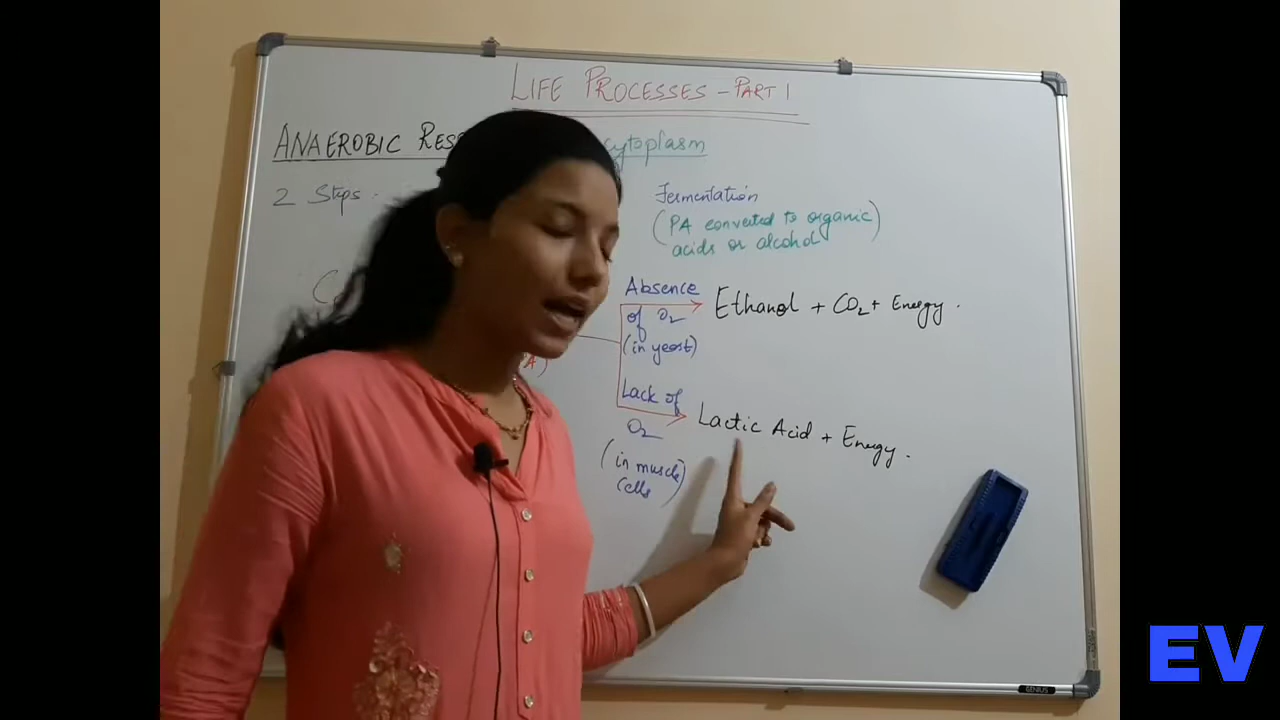 LIFE PROCESSES - PART 1
ANAEROBIC cytoplasm
2 Steps -
Fermentation
(PA converted to organic
acids or alcohol)
Absence
of O2
(in yeast)
Ethanol + CO2 + Energy.
Lack of
O2
(in muscle
cells)
Lactic Acid + Energy.
GENIUS
EV